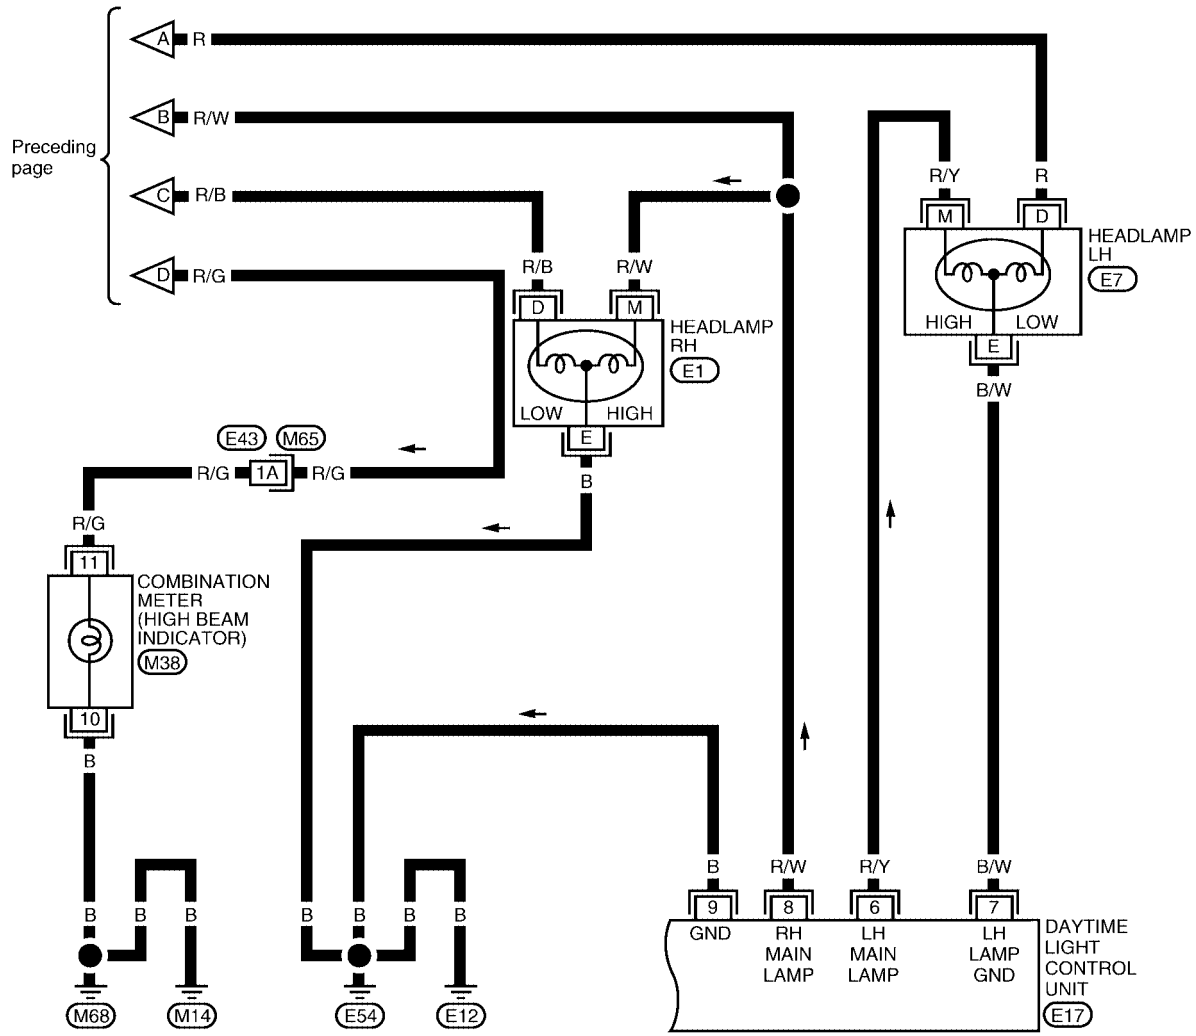 A R
B R/W
Preceding
page
C R/B
D R/G
R/Y R
M D
HEADLAMP
LH
E7
HIGH LOW
E
B/W
R/B R/W
D M
HEADLAMP
RH
E1
LOW HIGH
E
B
E43 M65
R/G 1A R/G
R/G
11
COMBINATION
METER
(HIGH BEAM
INDICATOR)
M38
10
B
B B B B B B B
M68 M14 E54 E12
B R/W R/Y B/W
9 8 6 7
GND
RH
MAIN
LAMP
LH
MAIN
LAMP
LH
LAMP
GND
DAYTIME
LIGHT
CONTROL
UNIT
E17